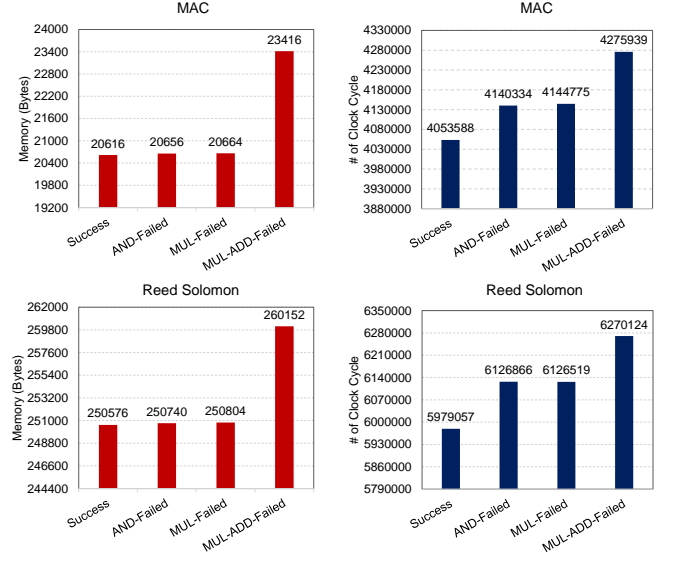 MAC
Memory (Bytes)
24000
23400
22800
22200
21600
21000
20400
19800
19200
20616
20656
20664
23416
Success
AND-Failed
MUL-Failed
MUL-ADD-Failed
MAC
# of Clock Cycle
4330000
4280000
4230000
4180000
4130000
4080000
4030000
3980000
3930000
3880000
4053588
4140334
4144775
4275939
Success
AND-Failed
MUL-Failed
MUL-ADD-Failed
Reed Solomon
Memory (Bytes)
262000
259800
257600
255400
253200
251000
248800
246600
244400
250576
250740
250804
260152
Success
AND-Failed
MUL-Failed
MUL-ADD-Failed
Reed Solomon
# of Clock Cycle
6350000
6280000
6210000
6140000
6070000
6000000
5930000
5860000
5790000
5979057
6126866
6126519
6270124
Success
AND-Failed
MUL-Failed
MUL-ADD-Failed